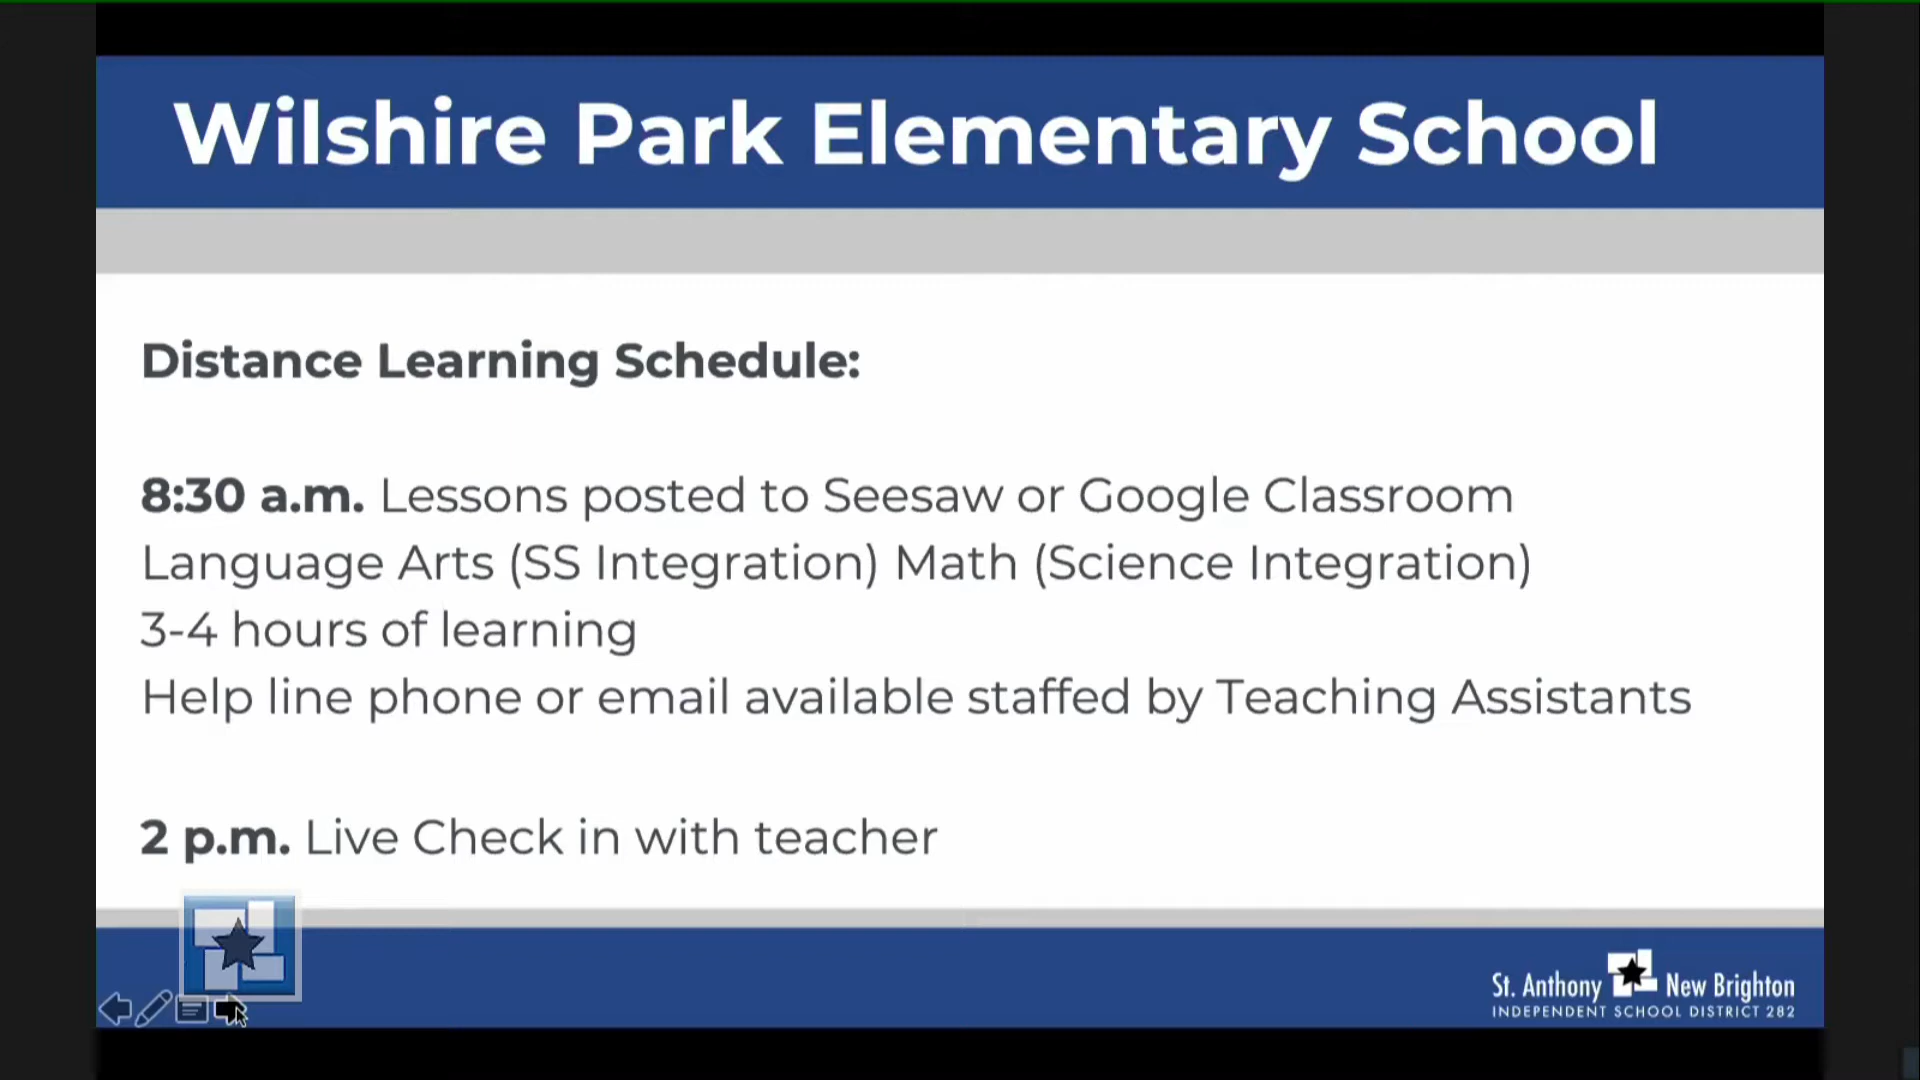 Wilshire Park Elementary School
Distance Learning Schedule:
8:30 a.m. Lessons posted to Seesaw or Google Classroom
Language Arts (SS Integration) Math (Science Integration)
3-4 hours of learning
Help line phone or email available staffed by Teaching Assistants
2 p.m. Live Check in with teacher
St. Anthony New Brighton
INDEPENDENT SCHOOL DISTRICT 282